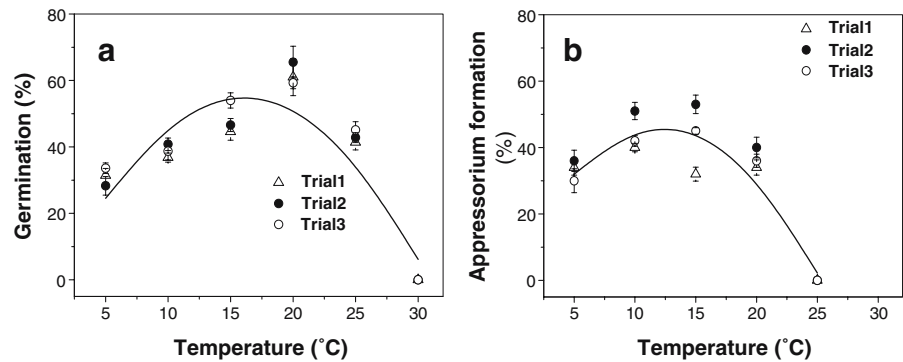 a
80
60
40
20
0
Germination (%)
Trial1
Trial2
Trial3
5 10 15 20 25 30
Temperature (˚C)
b
80
60
40
20
0
Appressorium formation
(%)
Trial1
Trial2
Trial3
5 10 15 20 25 30
Temperature (˚C)